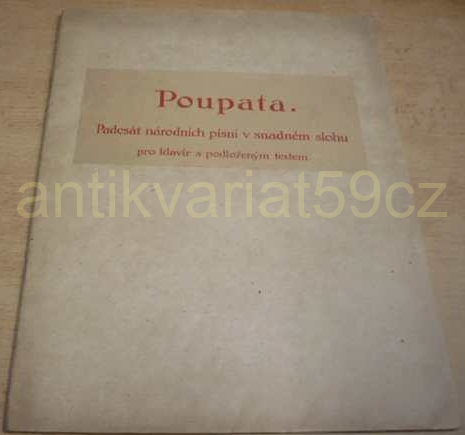 Poupata.
Padesát národních písní v snadném slohu
pro klavír s podloženým textem
antikvariat59cz